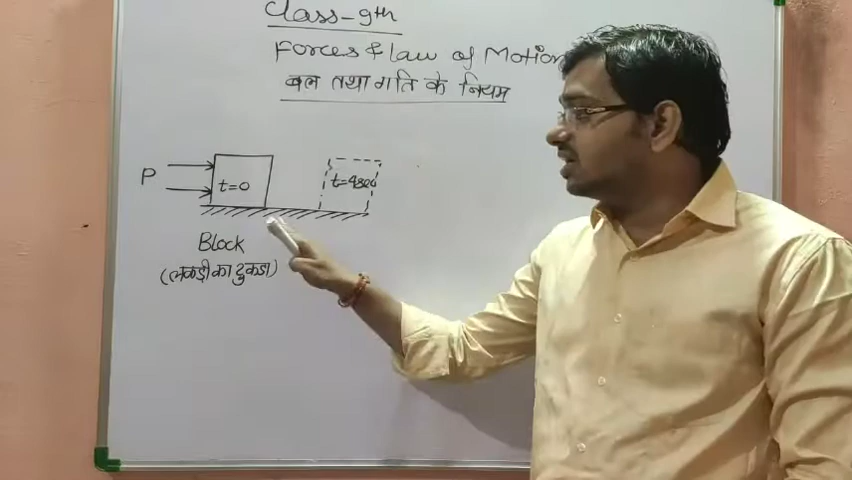 Class-9th
Forces & law of Motion
बल तथा गति के नियम
P
t=0
t=4sec
Block
(लकड़ी का टुकडा)